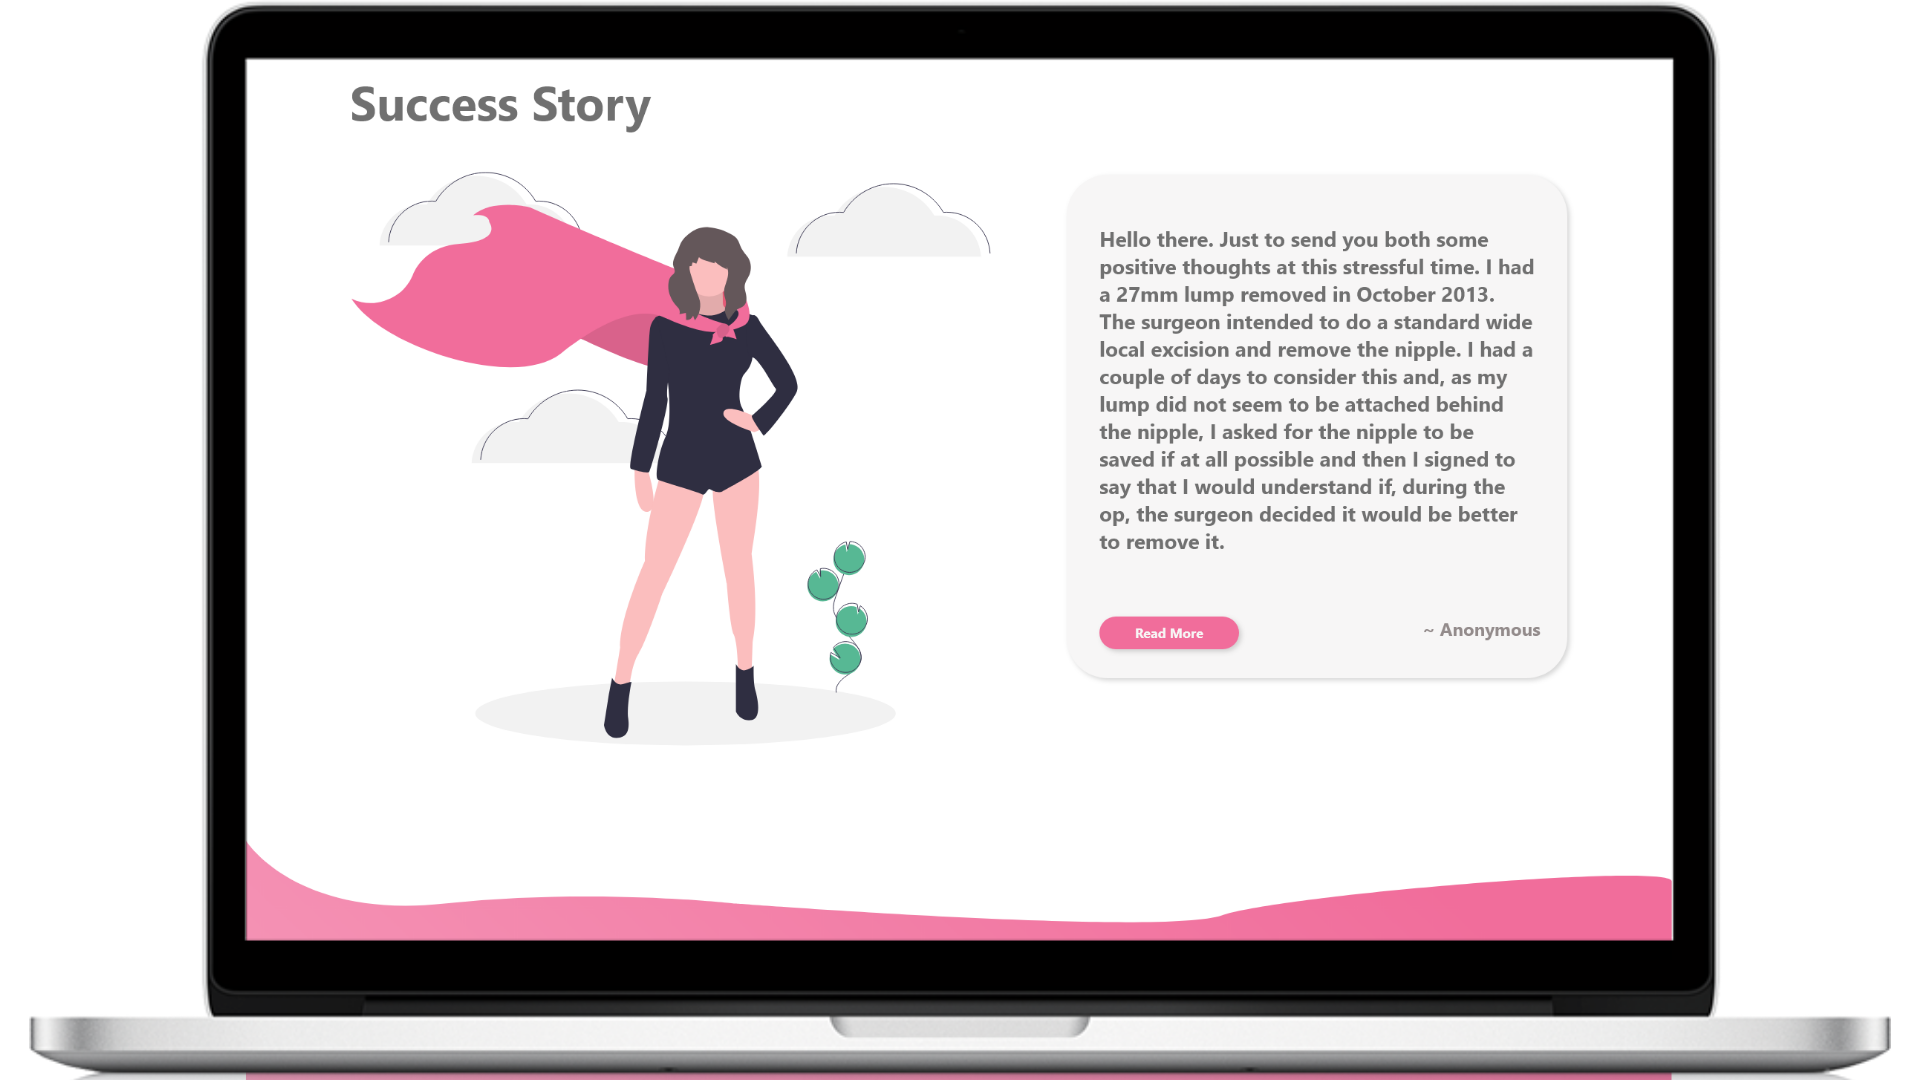 Success Story
Hello there. Just to send you both some
positive thoughts at this stressful time. I had
a 27mm lump removed in October 2013.
The surgeon intended to do a standard wide
local excision and remove the nipple. I had a
couple of days to consider this and, as my
lump did not seem to be attached behind
the nipple, I asked for the nipple to be
saved if at all possible and then I signed to
say that I would understand if, during the
op, the surgeon decided it would be better
to remove it.
Read More
~ Anonymous